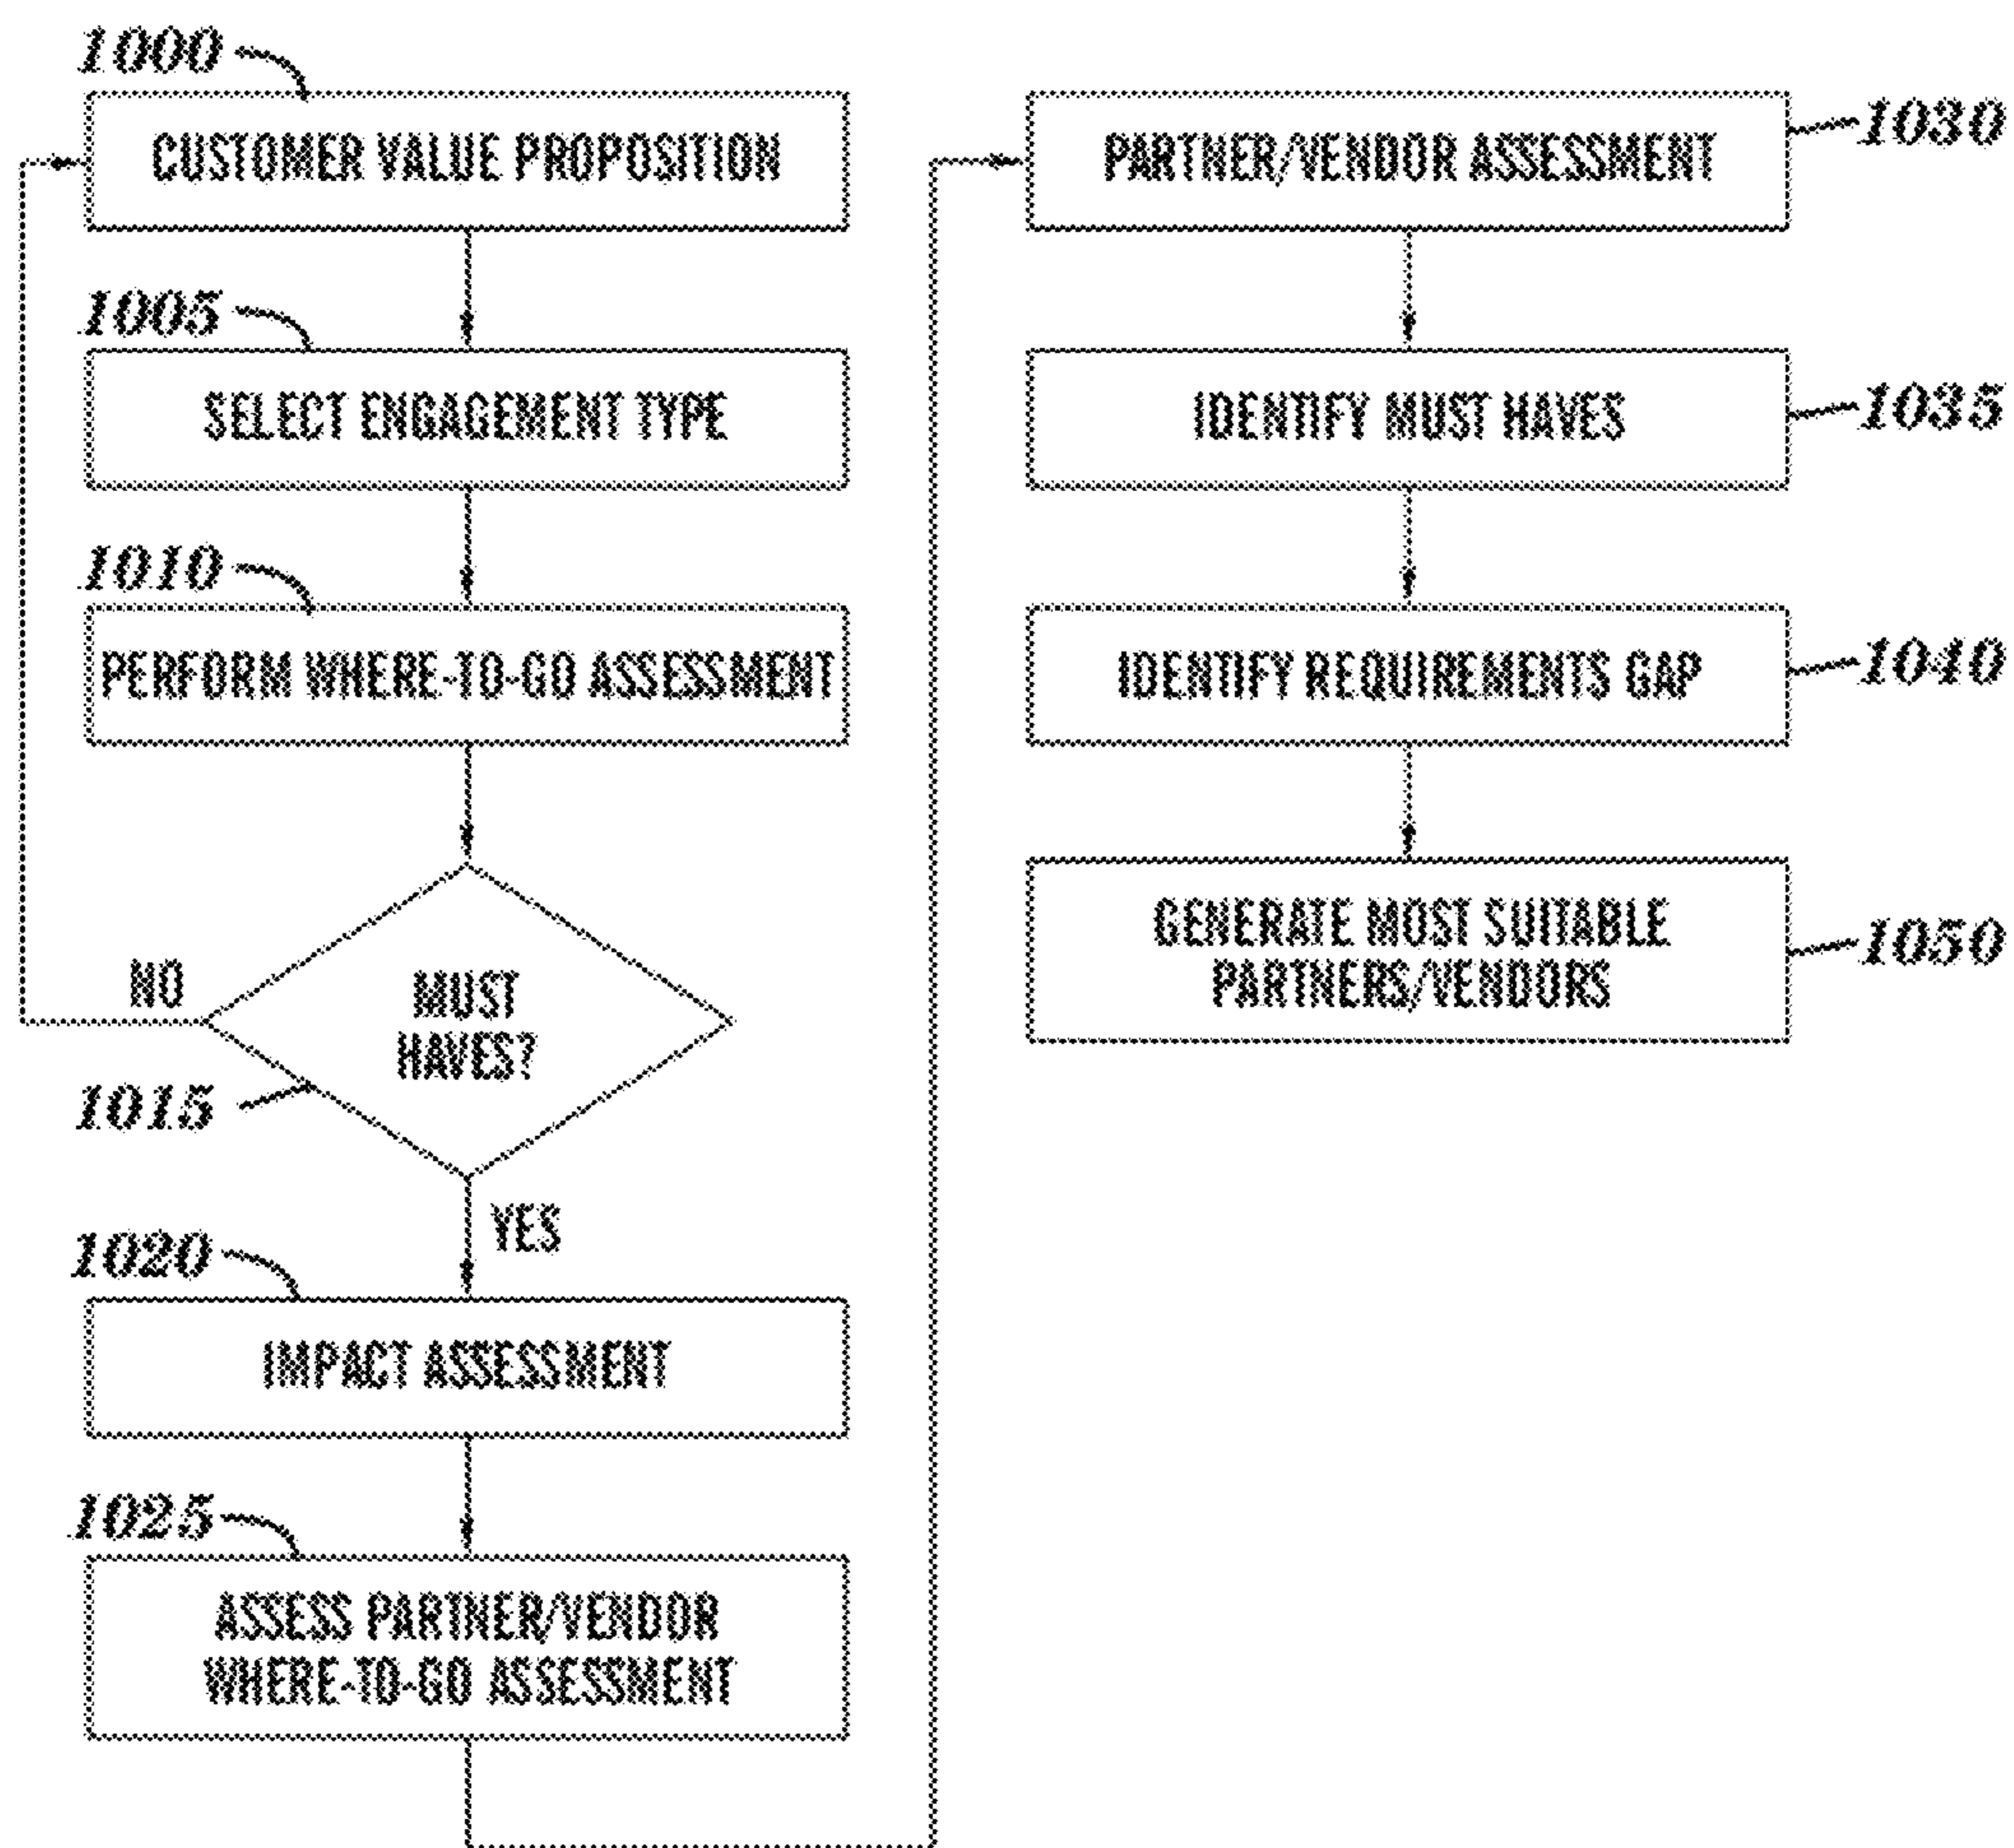 1000
CUSTOMER VALUE PROPOSITION
1005
SELECT ENGAGEMENT TYPE
1010
PERFORM WHERE-TO-GO ASSESSMENT
NO
MUST
HAVES?
1015
YES
1020
IMPACT ASSESSMENT
1025
ASSESS PARTNER/VENDOR
WHERE-TO-GO ASSESSMENT
PARTNER/VENDOR ASSESSMENT
1030
IDENTIFY MUST HAVES
1035
IDENTIFY REQUIREMENTS GAP
1040
GENERATE MOST SUITABLE
PARTNERS/VENDORS
1050